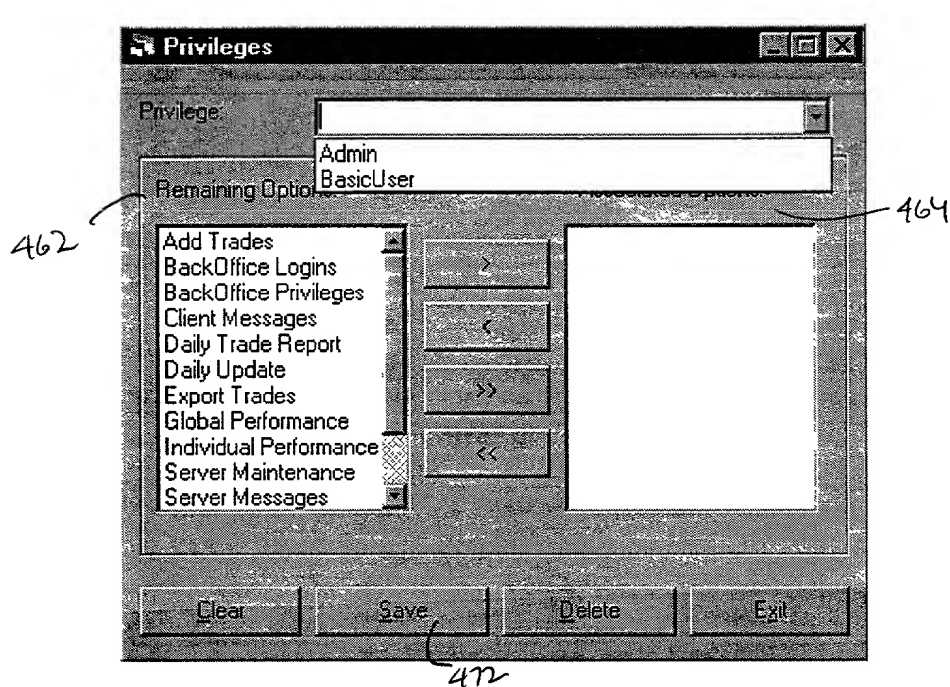 Privileges
Privilege:
Admin
BasicUser
Remaining Option
462
464
Add Trades
BackOffice Logins
BackOffice Privileges
Client Messages
Daily Trade Report
Daily Update
Export Trades
Global Performance
Individual Performance
Server Maintenance
Server Messages
>
<
>>
<<
Clear
Save
Delete
Exit
472